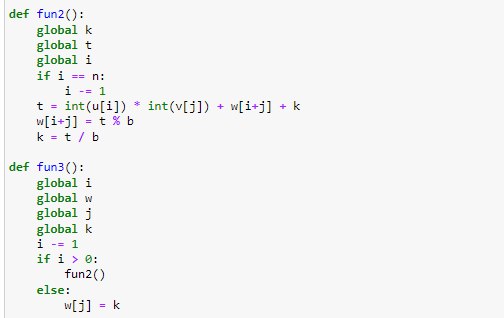 def fun2():
    global k
    global t
    global i
    if i == n:
        i -= 1
    t = int(u[i]) * int(v[j]) + w[i+j] + k
    w[i+j] = t % b
    k = t / b
def fun3():
    global i
    global w
    global j
    global k
    i -= 1
    if i > 0:
        fun2()
    else:
        w[j] = k